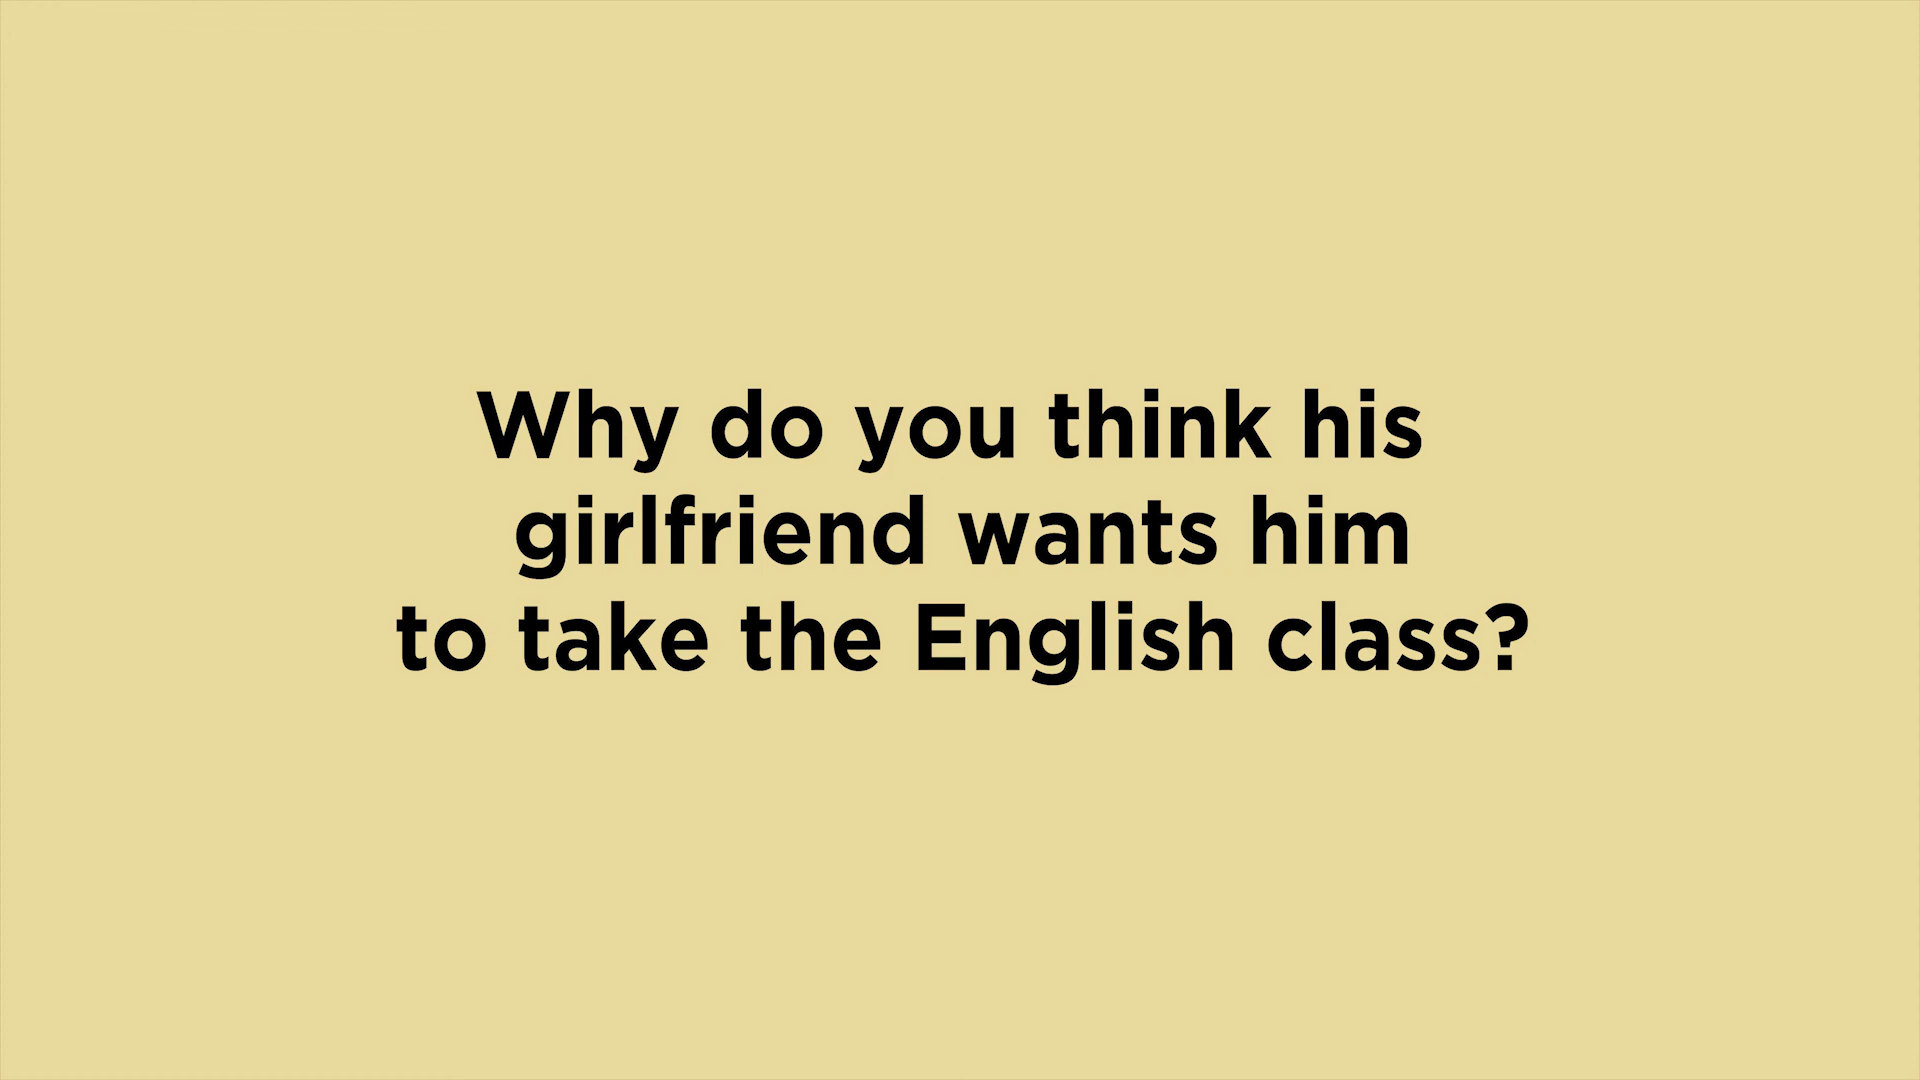 Why do you think his
girlfriend wants him
to take the English class?